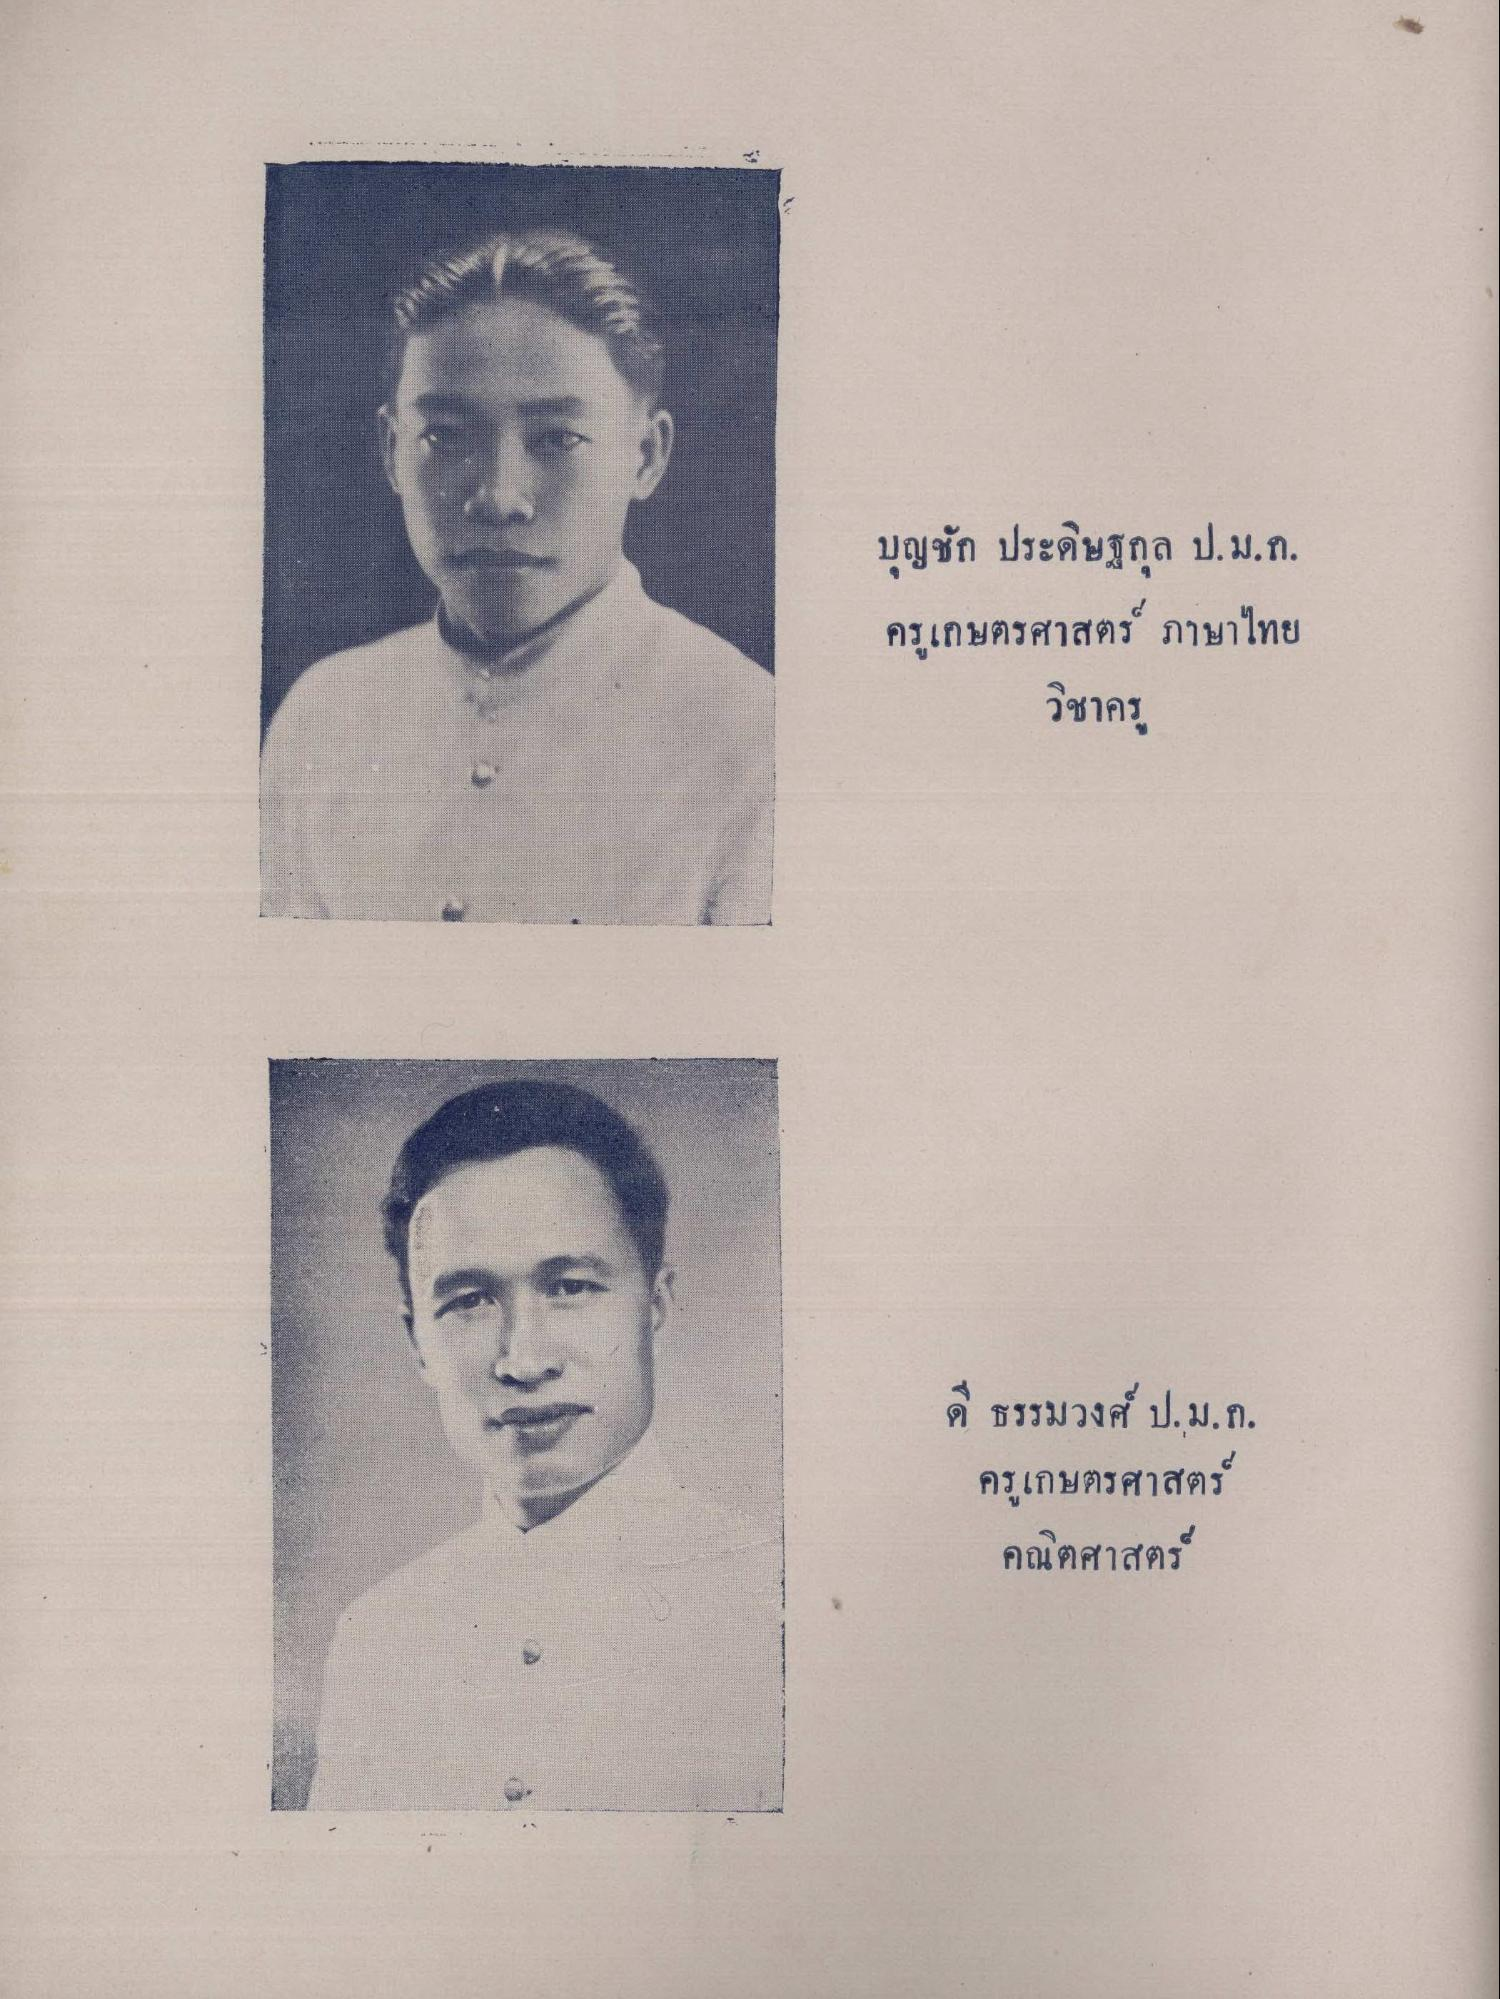 บุญชัก ประดิษฐกุล ป.ม.ก.
ครูเกษตรศาสตร์ ภาษาไทย
วิชาครู
ดี ธรรมวงศ์ ป.ม.ก.
ครูเกษตรศาสตร์
คณิตศาสตร์